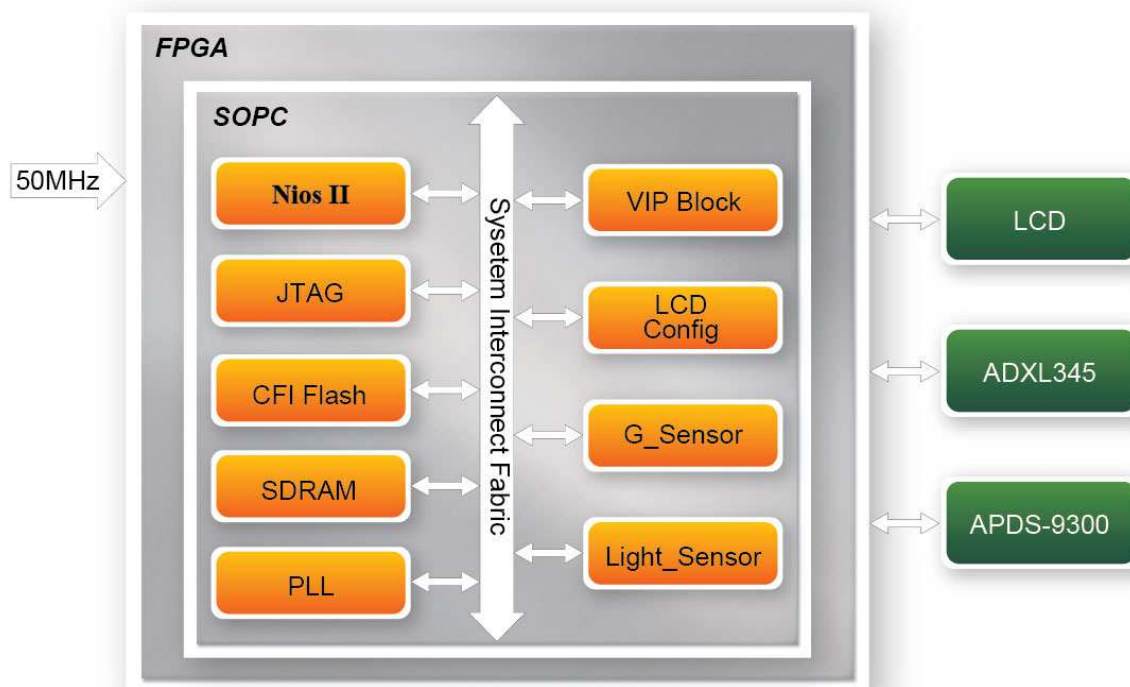 FPGA
SOPC
50MHz
Nios II
JTAG
CFI Flash
SDRAM
PLL
Sysetem Interconnect Fabric
VIP Block
LCD
Config
G_Sensor
Light_Sensor
LCD
ADXL345
APDS-9300